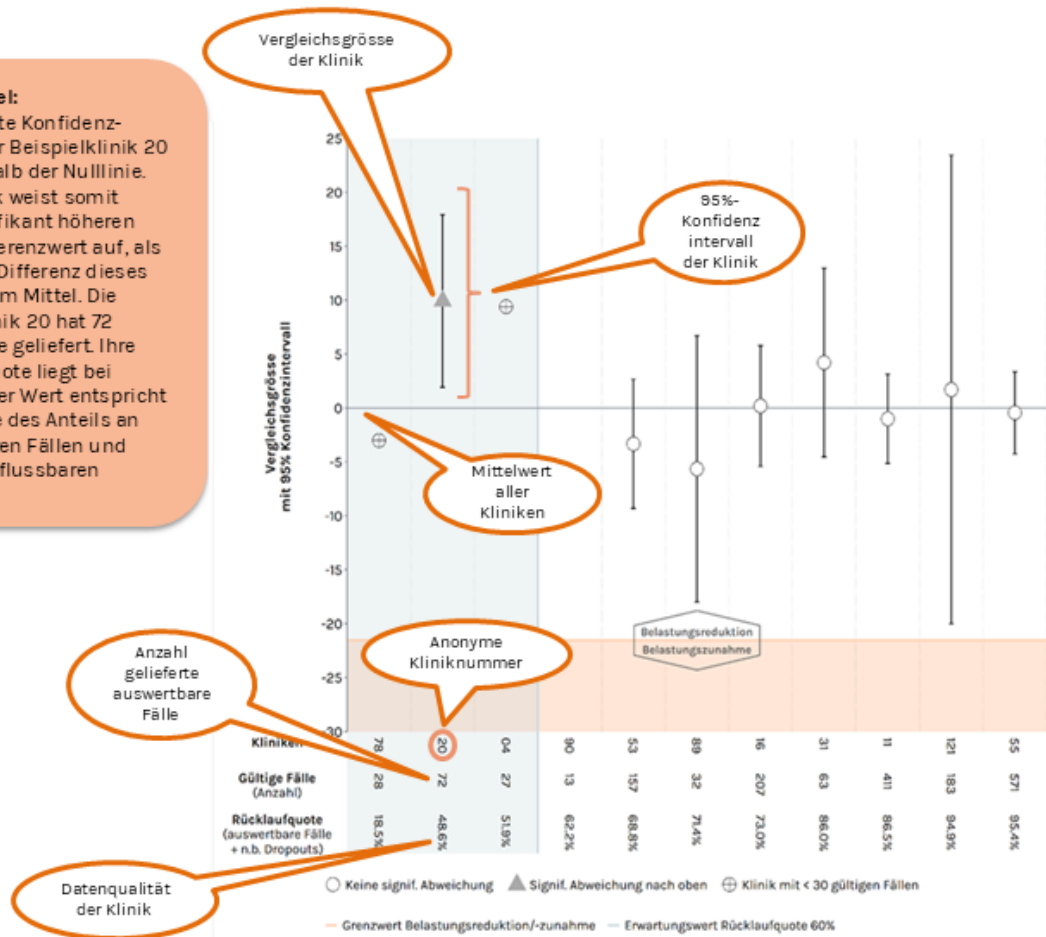 Vergleichsgrösse
der Klinik
el:
te Konfidenz-
r Beispielklinik 20
alb der Nulllinie.
k weist somit
fikant höheren
erenzwert auf, als
Differenz dieses
m Mittel. Die
nik 20 hat 72
e geliefert. Ihre
ote liegt bei
er Wert entspricht
e des Anteils an
en Fällen und
flussbaren
95%-
Konfidenz
intervall
der Klinik
Vergleichsgrösse
mit 95% Konfidenzintervall
25
20
15
10
5
0
-5
-10
-15
-20
-25
-30
Mittelwert
aller
Kliniken
Belastungsreduktion
Belastungszunahme
Anonyme
Kliniknummer
Anzahl
gelieferte
auswertbare
Fälle
Kliniken 78 20 04 90 53 89 16 31 11 121 55
Gültige Fälle 28 72 27 13 157 32 207 63 411 183 571
(Anzahl)
Rücklaufquote 18.5% 48.6% 51.9% 62.2% 68.8% 71.4% 73.0% 86.0% 86.5% 94.9% 95.4%
(auswertbare Fälle
+ n.b. Dropouts)
Datenqualität
der Klinik
Keine signif. Abweichung Signif. Abweichung nach oben Klinik mit < 30 gültigen Fällen
Grenzwert Belastungsreduktion/-zunahme Erwartungswert Rücklaufquote 60%